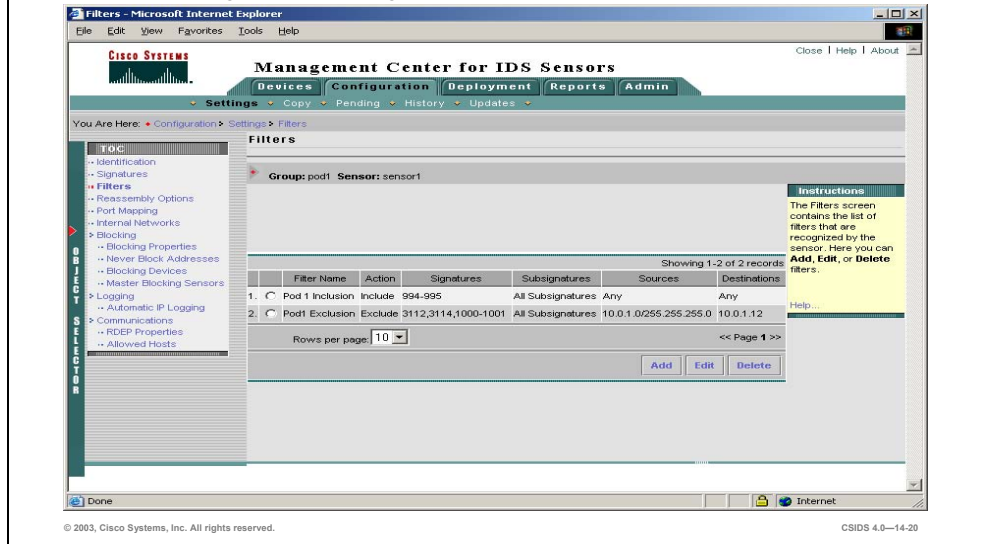 Filters - Microsoft Internet Explorer
File Edit View Favorites Tools Help
Close | Help | About
CISCO SYSTEMS
Management Center for IDS Sensors
Devices Configuration Deployment Reports Admin
Settings Copy Pending History Updates
You Are Here: Configuration > Settings > Filters
Filters
TOC
Identification
Signatures
Filters
Reassembly Options
Port Mapping
Internal Networks
> Blocking
Blocking Properties
Never Block Addresses
Blocking Devices
Master Blocking Sensors
> Logging
Automatic IP Logging
> Communications
RDEP Properties
Allowed Hosts
OBJECT SELECTOR
Group: pod1 Sensor: sensor1
Instructions
The Filters screen
contains the list of
filters that are
recognized by the
sensor. Here you can
Add, Edit, or Delete
filters.
Help...
Showing 1-2 of 2 records
Filter Name Action Signatures Subsignatures Sources Destinations
1. Pod 1 Inclusion Include 994-995 All Subsignatures Any Any
2. Pod1 Exclusion Exclude 3112,3114,1000-1001 All Subsignatures 10.0.1.0/255.255.255.0 10.0.1.12
Rows per page: 10 << Page 1 >>
Add Edit Delete
Done Internet
© 2003, Cisco Systems, Inc. All rights reserved. CSIDS 4.0—14-20